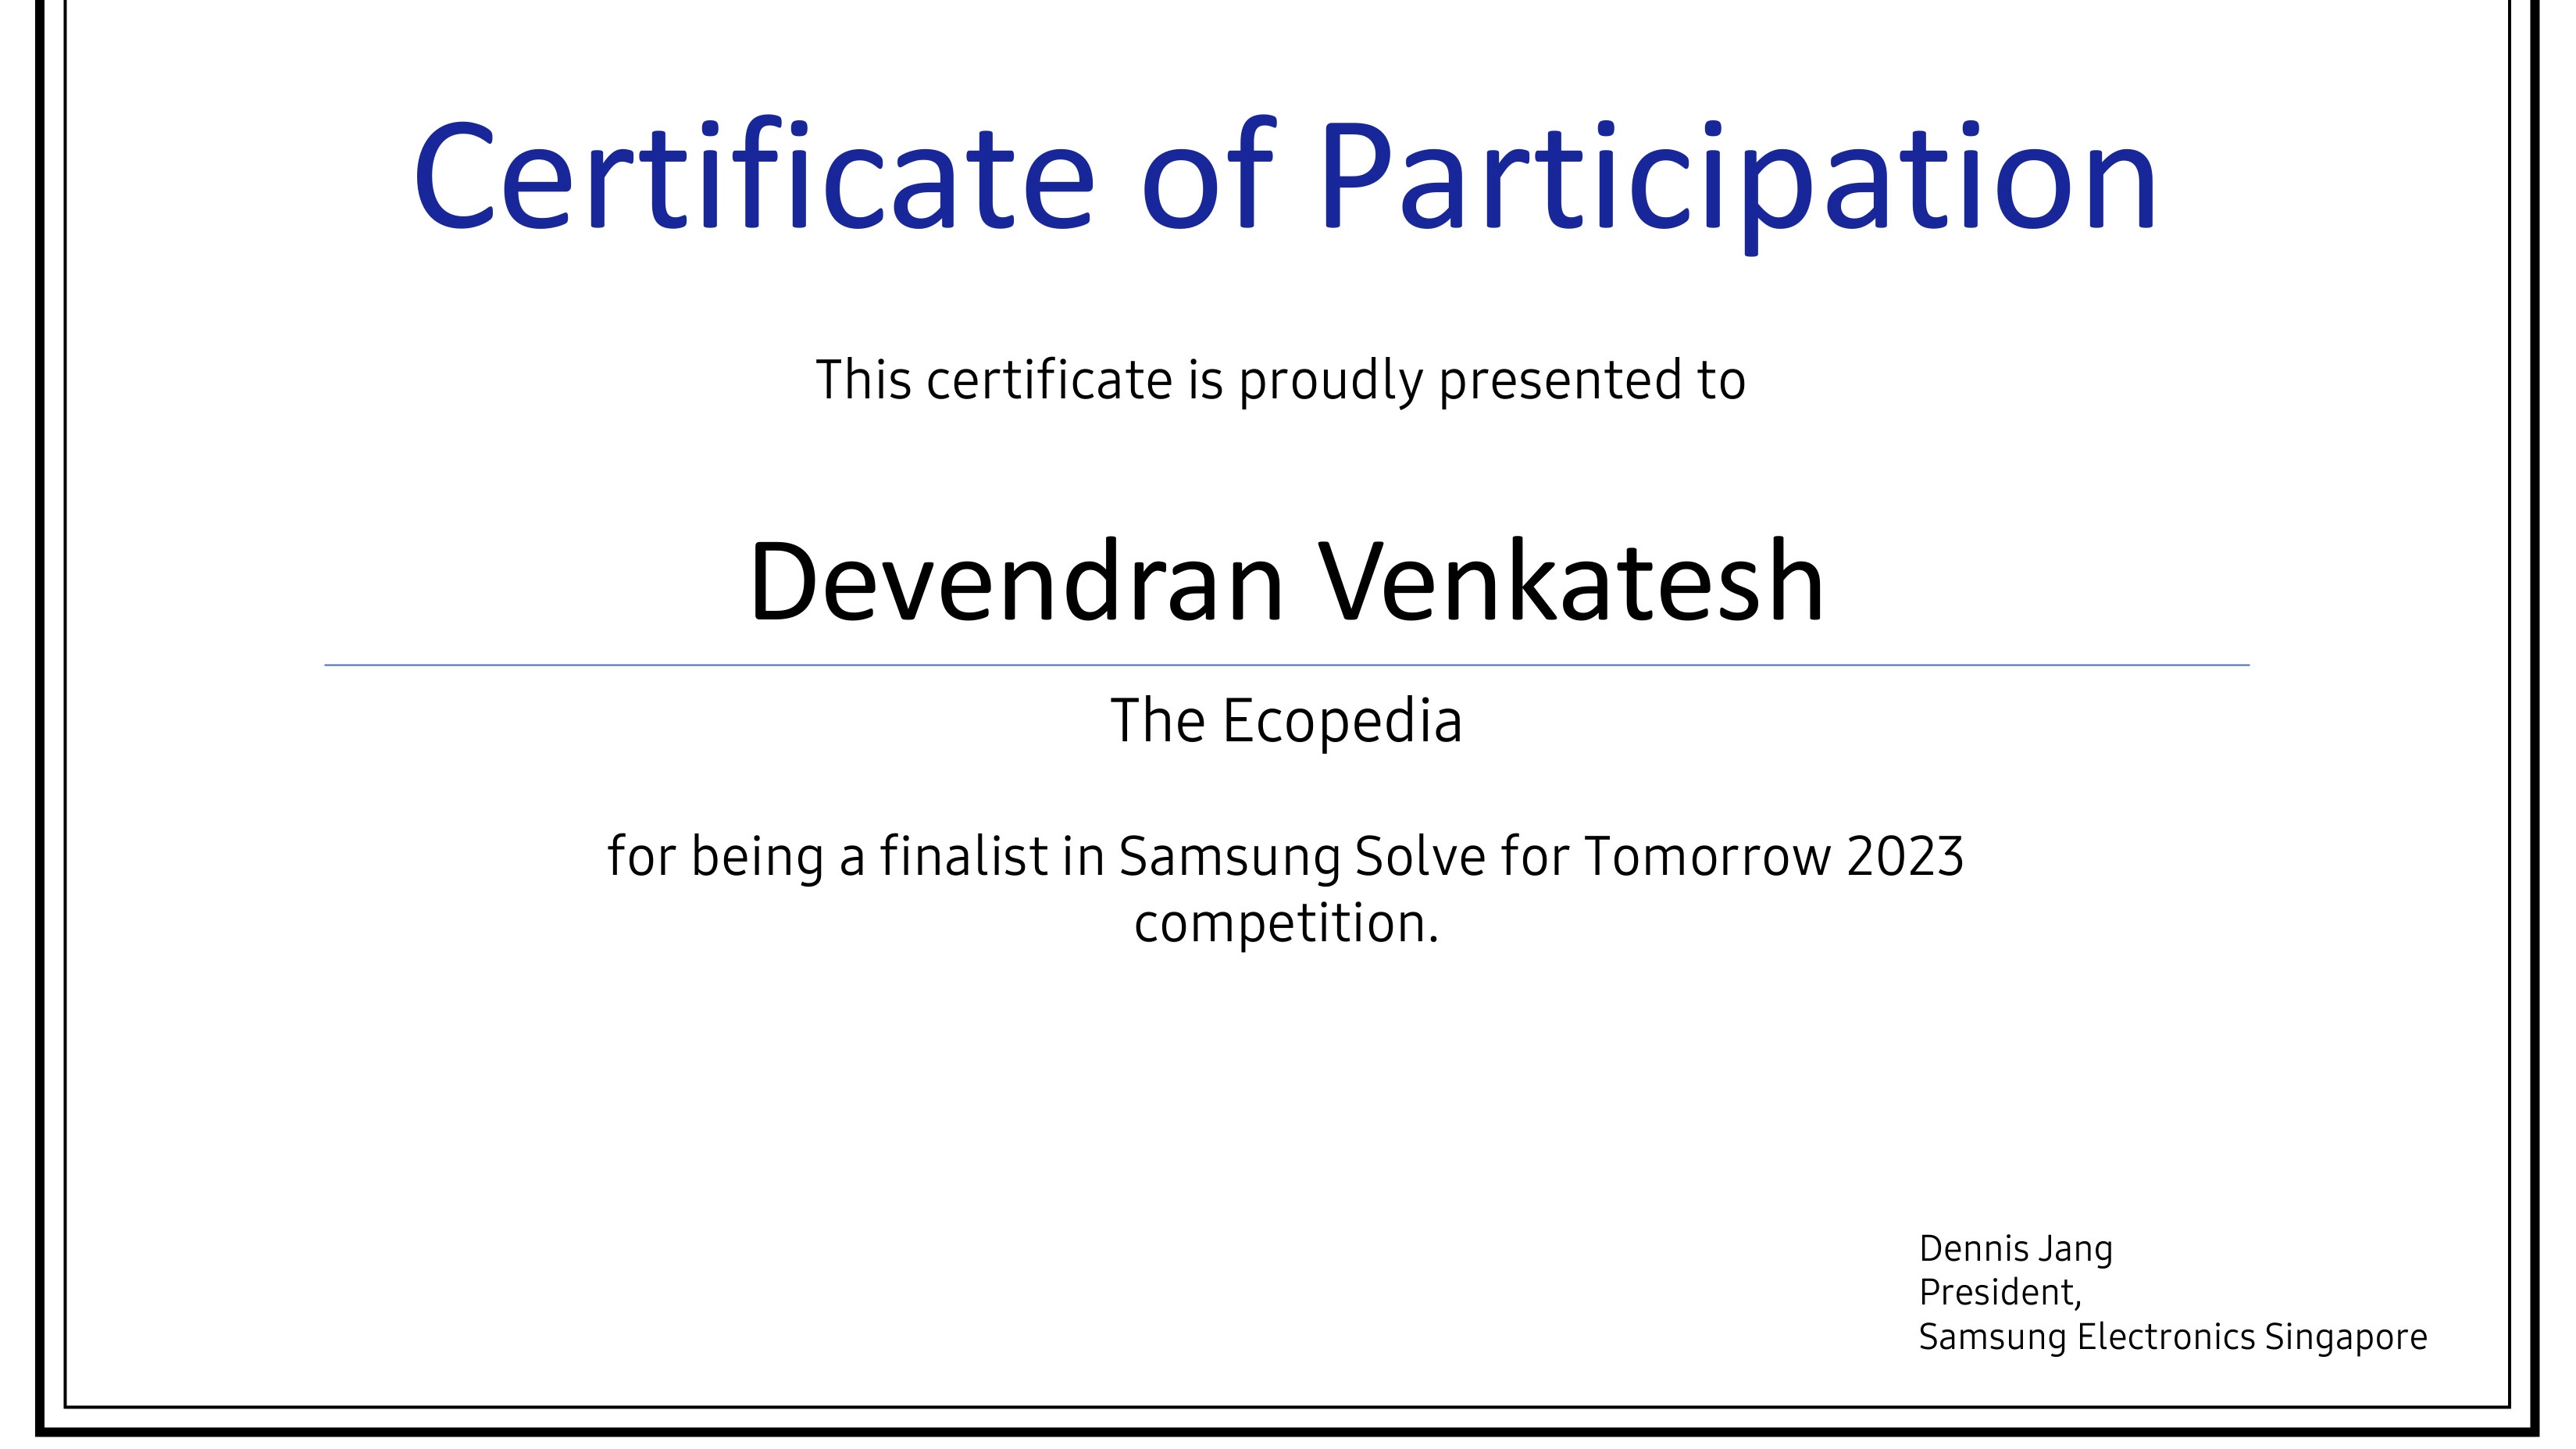 Certificate of Participation
This certificate is proudly presented to
Devendran Venkatesh
The Ecopedia
for being a finalist in Samsung Solve for Tomorrow 2023
competition.
Dennis Jang
President,
Samsung Electronics Singapore